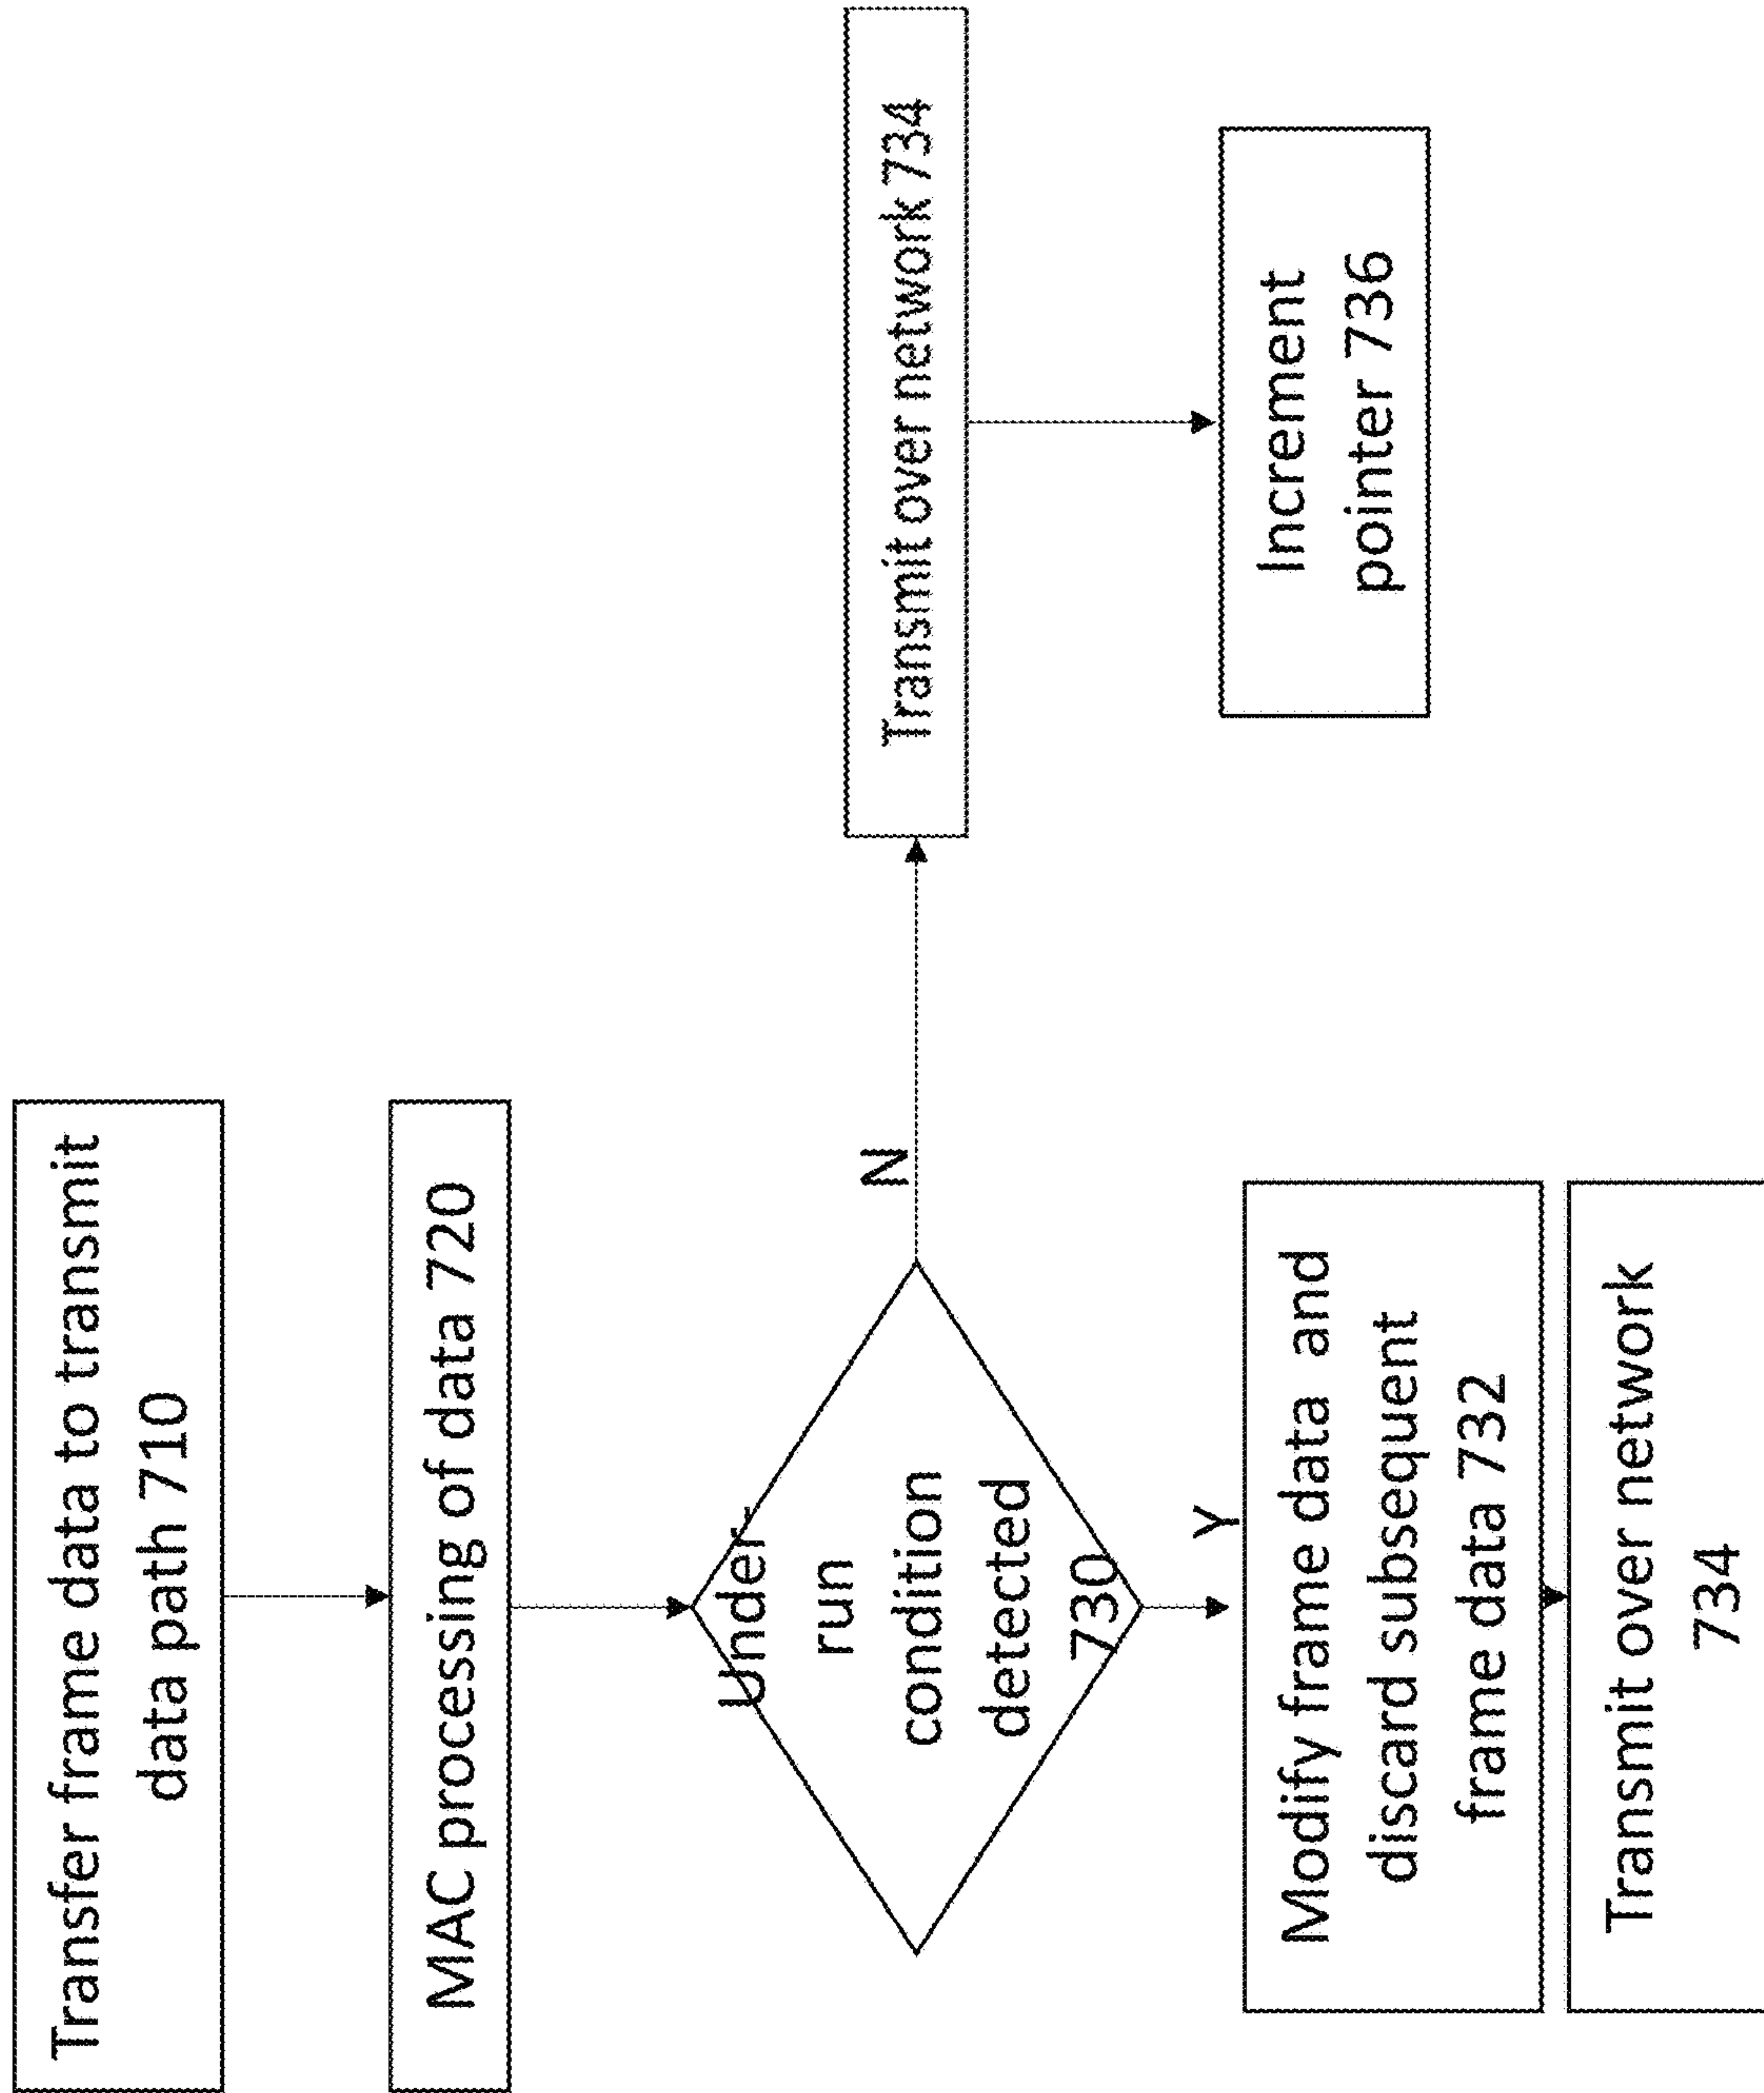 Transfer frame data to transmit
data path 710
MAC processing of data 720
Under-
run
condition
detected
730
N
Transmit over network 734
Increment
pointer 736
Y
Modify frame data and
discard subsequent
frame data 732
Transmit over network
734